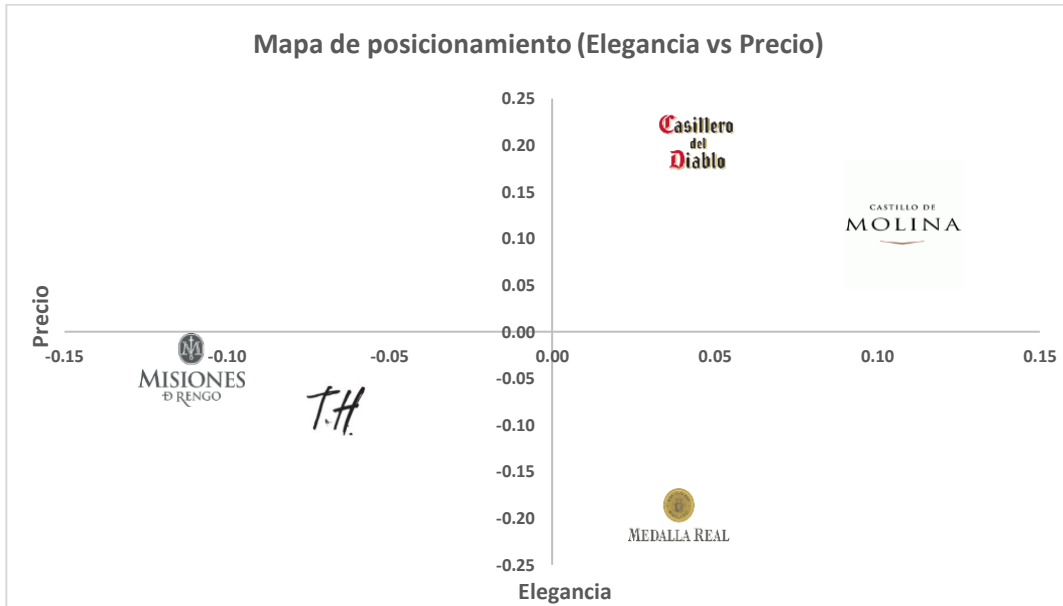 Mapa de posicionamiento (Elegancia vs Precio)
0.25
0.20
0.15
0.10
0.05
0.00
-0.05
-0.10
-0.15
-0.20
-0.25
-0.15
-0.10
-0.05
0.00
0.05
0.10
0.15
Precio
Elegancia
Casillero
del
Diablo
CASTILLO DE
MOLINA
M
MISIONES
D RENGO
T.H.
MEDALLA REAL